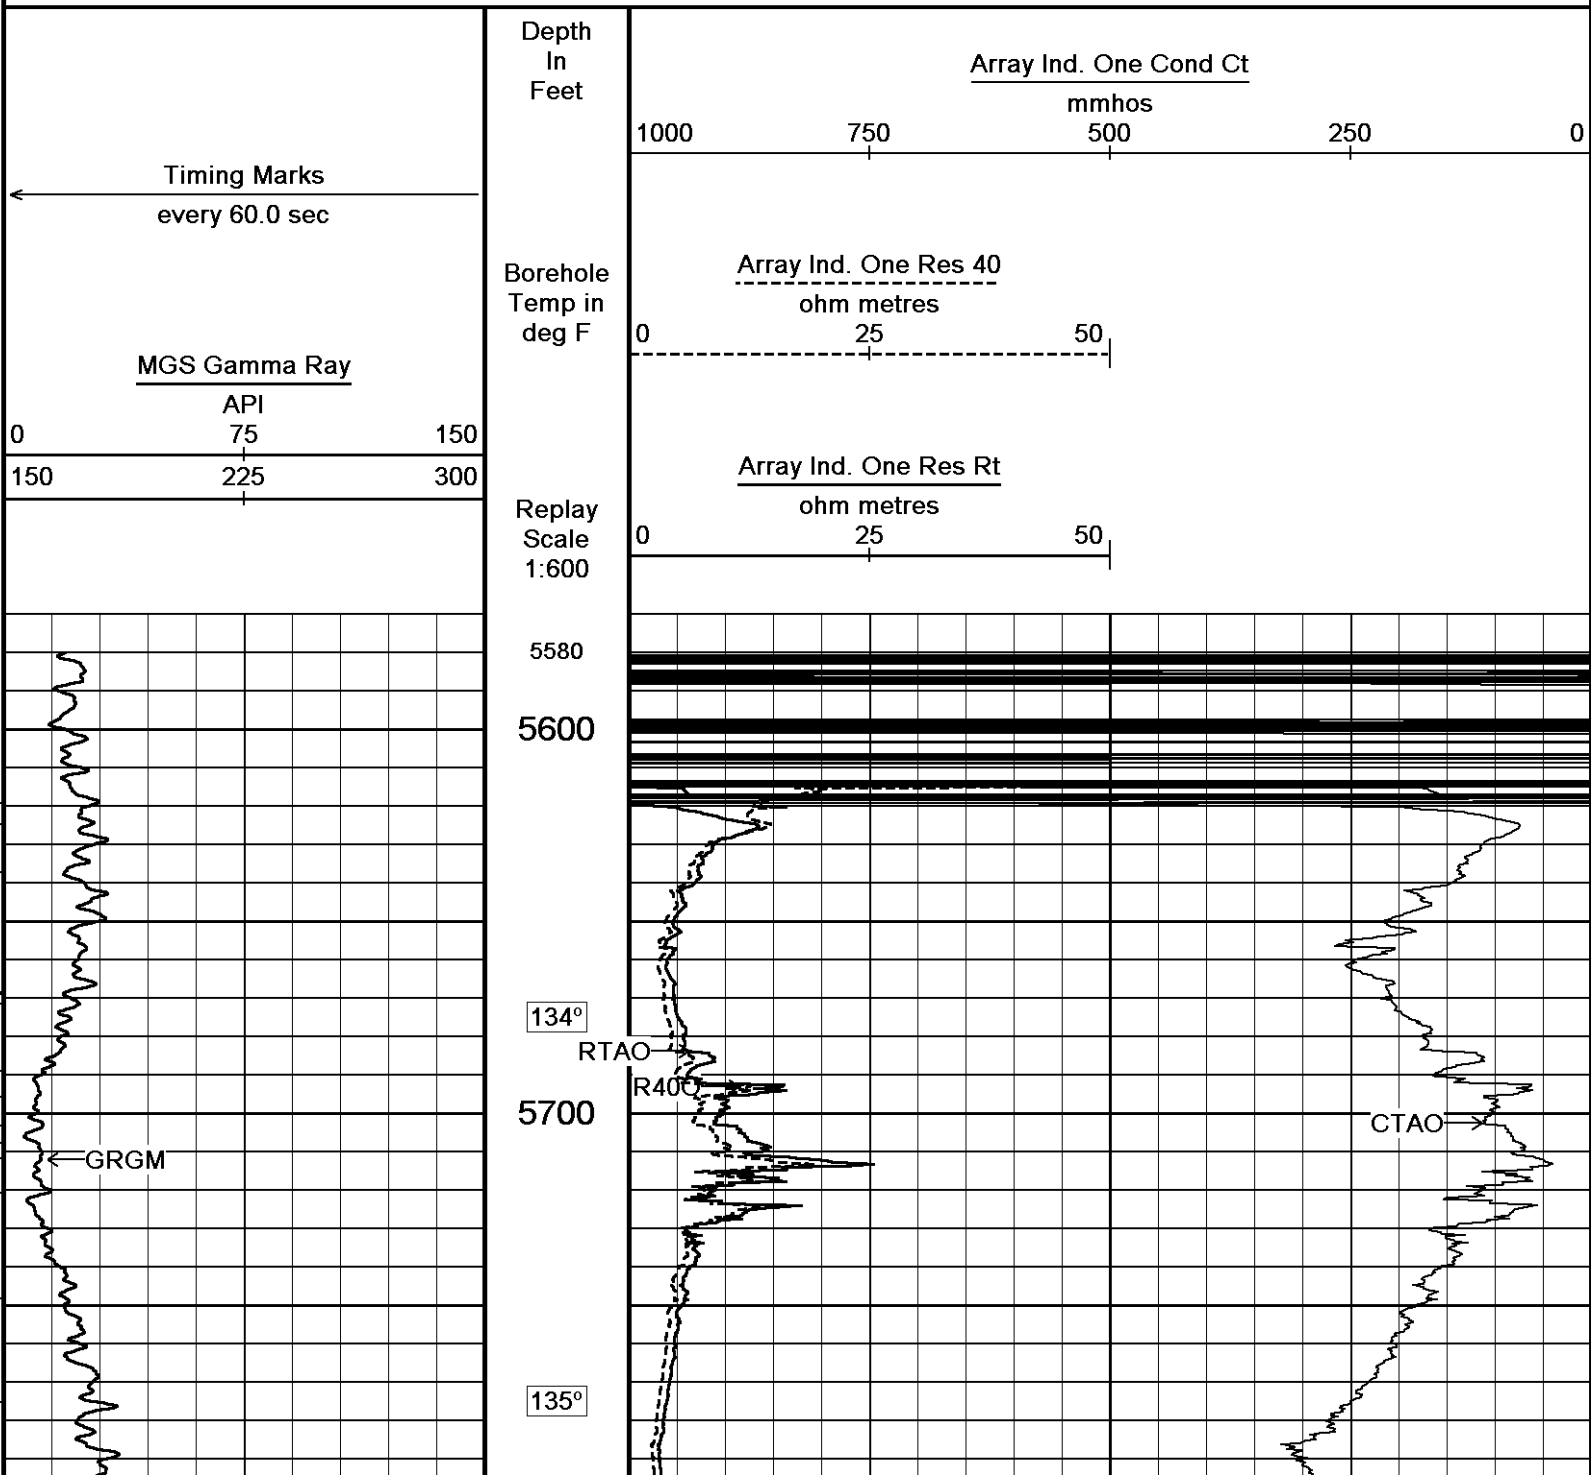 Depth
In
Feet
Array Ind. One Cond Ct
mmhos
1000 750 500 250 0
Timing Marks
every 60.0 sec
Borehole
Temp in
deg F
Array Ind. One Res 40
ohm metres
0 25 50
MGS Gamma Ray
API
0 75 150
150 225 300
Array Ind. One Res Rt
ohm metres
0 25 50
Replay
Scale
1:600
5580
5600
134º
RTAO
R40O
5700
CTAO
GRGM
135º